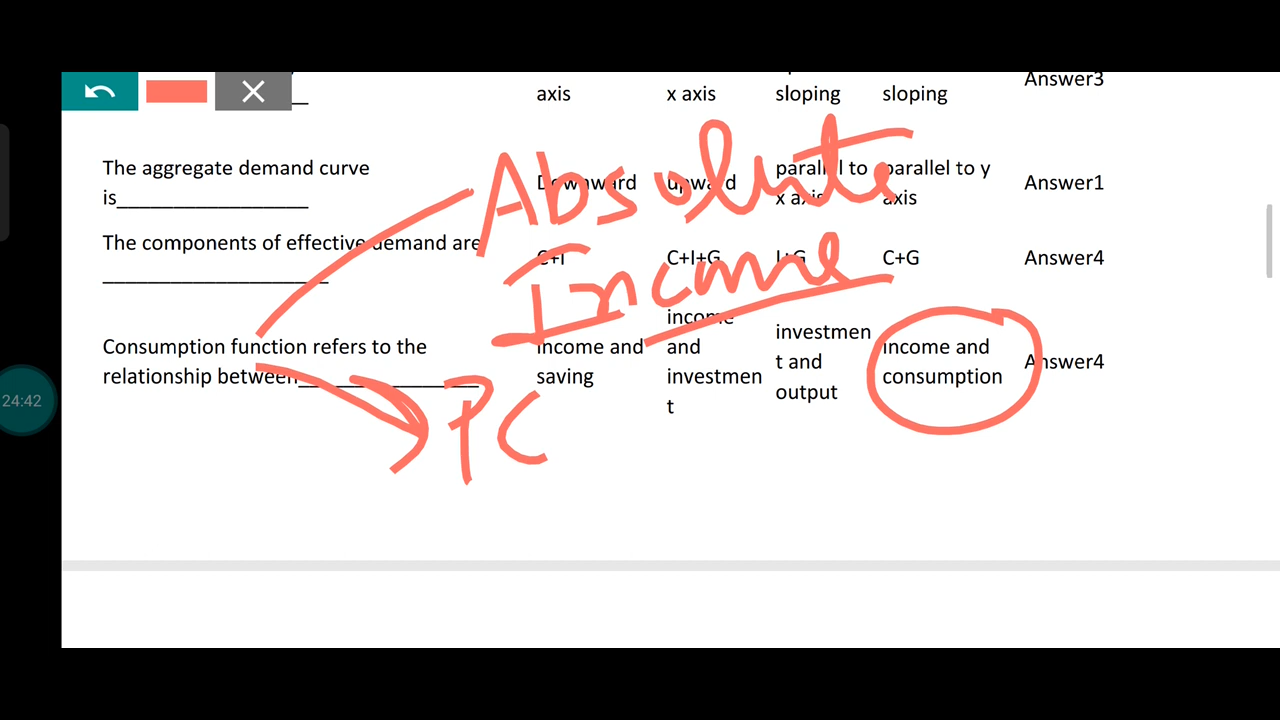 Answer3
axis x axis sloping sloping
The aggregate demand curve is_________________ Downward upward parallel to x axis parallel to y axis Answer1
The components of effective demand are ____________________ C+I C+I+G I+G C+G Answer4
Consumption function refers to the relationship between________________ income and saving income and investmen t investmen t and output income and consumption Answer4
Absolute
Income
PC
24:42